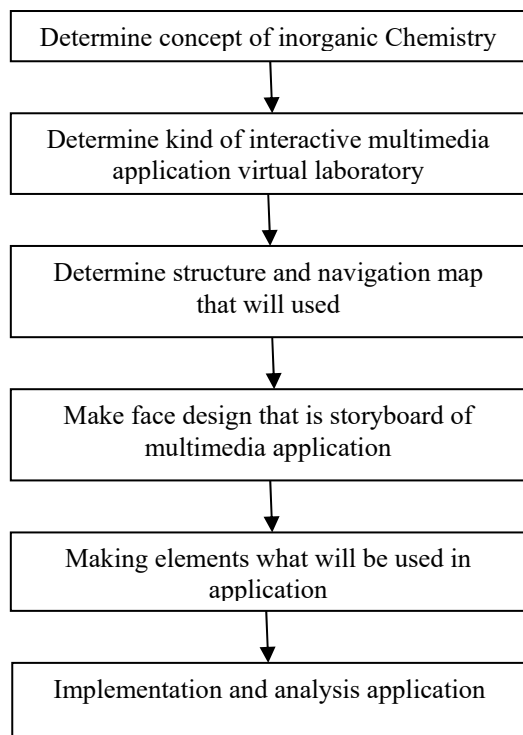 Determine concept of inorganic Chemistry
Determine kind of interactive multimedia
application virtual laboratory
Determine structure and navigation map
that will used
Make face design that is storyboard of
multimedia application
Making elements what will be used in
application
Implementation and analysis application